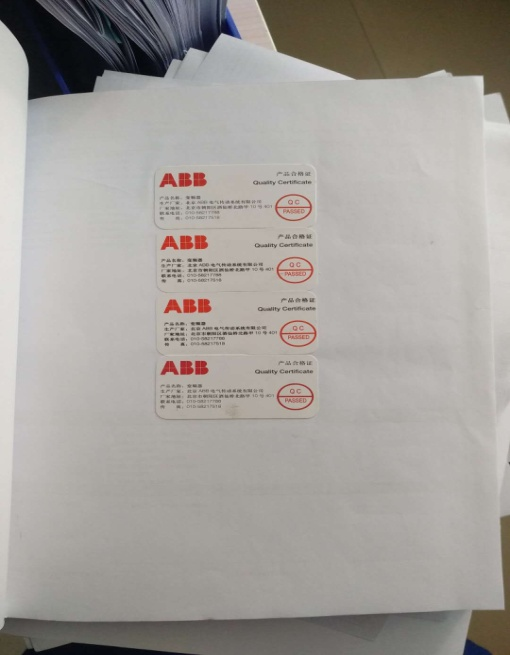 ABB
产品合格证
Quality Certificate
产品名称：变频器
生产厂家：北京 ABB 电气传动系统有限公司
厂家地址：北京市朝阳区酒仙桥北路甲 10 号 401
联系电话：010-58217788
传 真：010-58217518
QC
PASSED
ABB
产品合格证
Quality Certificate
产品名称：变频器
生产厂家：北京 ABB 电气传动系统有限公司
厂家地址：北京市朝阳区酒仙桥北路甲 10 号 401
联系电话：010-58217788
传 真：010-58217518
QC
PASSED
ABB
产品合格证
Quality Certificate
产品名称：变频器
生产厂家：北京 ABB 电气传动系统有限公司
厂家地址：北京市朝阳区酒仙桥北路甲 10 号 401
联系电话：010-58217788
传 真：010-58217518
QC
PASSED
ABB
产品合格证
Quality Certificate
产品名称：变频器
生产厂家：北京 ABB 电气传动系统有限公司
厂家地址：北京市朝阳区酒仙桥北路甲 10 号 401
联系电话：010-58217788
传 真：010-58217518
QC
PASSED